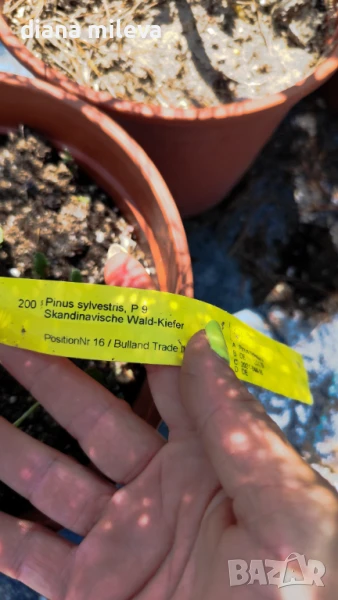 diana mileva
200 Pinus sylvestris, P 9
Skandinavische Wald-Kiefer
PositionNr 16 / Bulland Trade
A
B
C
D
BAZAR